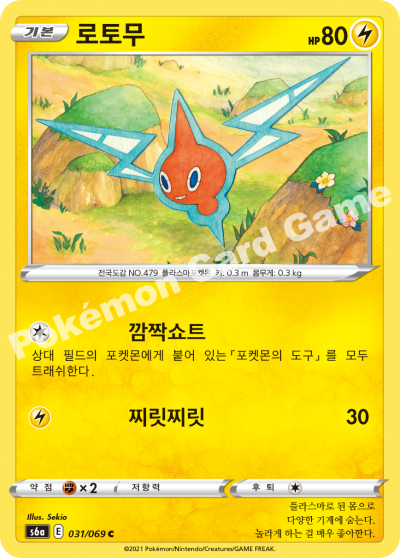 기본 로토무 HP 80
전국도감 NO.479 플라스마포켓몬 키: 0.3 m 몸무게: 0.3 kg
Pokémon Card Game
깜짝쇼트
상대 필드의 포켓몬에게 붙어 있는 「포켓몬의 도구」를 모두
트래쉬한다.
찌릿찌릿 30
약점 ×2 저항력 후퇴
Illus. Sekio
s6a E 031/069 C
플라스마로 된 몸으로
다양한 기계에 숨는다.
놀라게 하는 걸 매우 좋아한다.
©2021 Pokémon/Nintendo/Creatures/GAME FREAK.